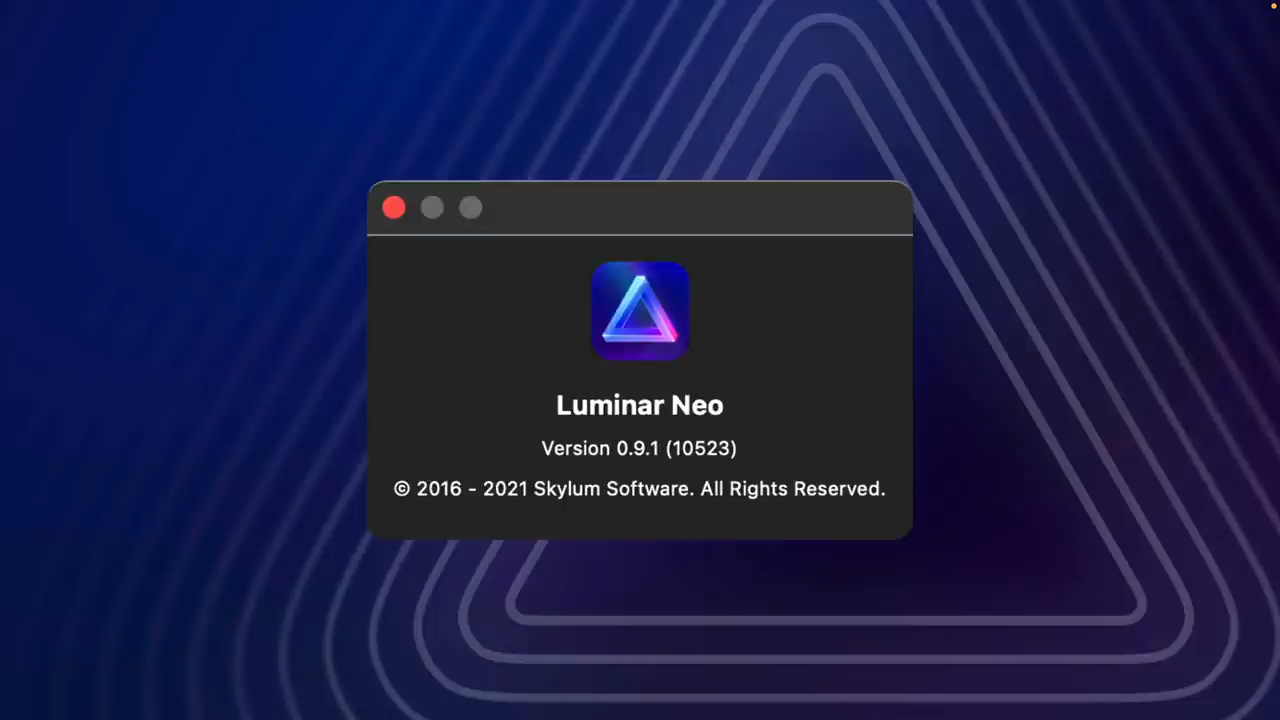 Luminar Neo
Version 0.9.1 (10523)
© 2016 - 2021 Skylum Software. All Rights Reserved.